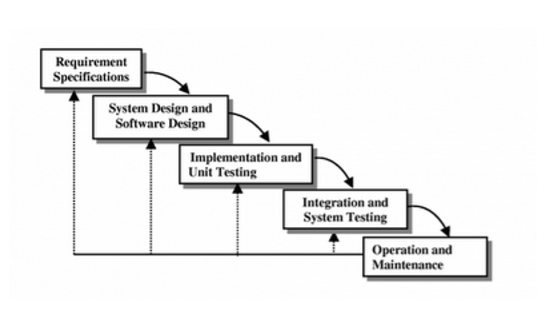 Requirement
Specifications
System Design and
Software Design
Implementation and
Unit Testing
Integration and
System Testing
Operation and
Maintenance